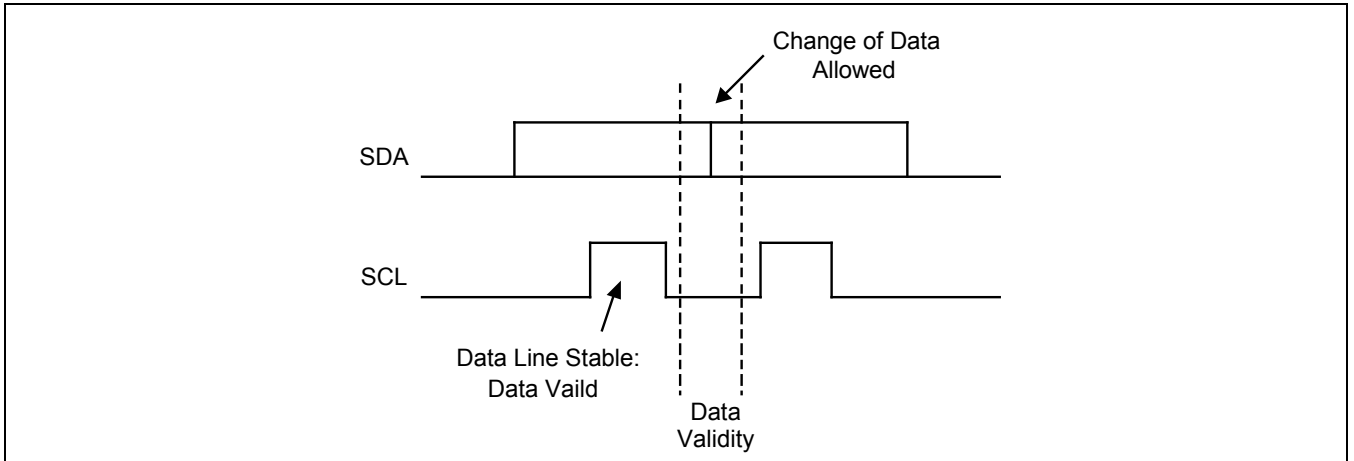 Change of Data
Allowed
SDA
SCL
Data Line Stable:
Data Vaild
Data
Validity